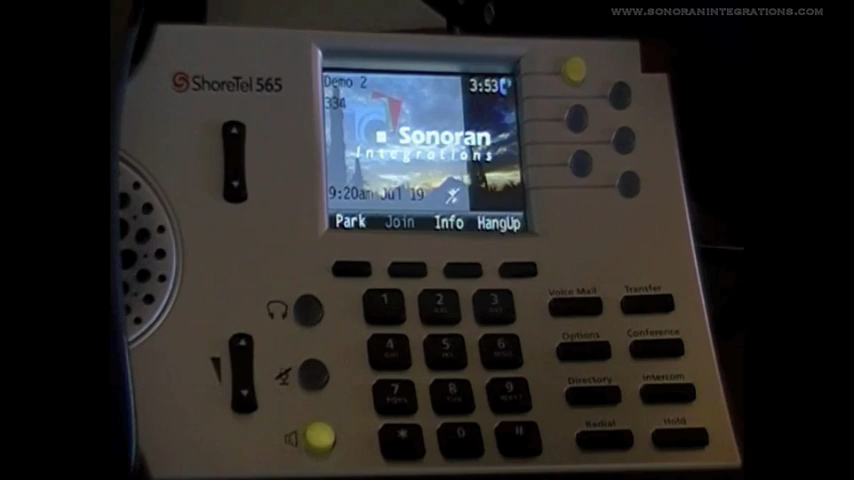 WWW.SONORANINTEGRATIONS.COM
ShoreTel 565
Demo 2
3:53
334
Sonoran
integrations
9:20am Jul 19
Park Join Info HangUp
1 2 3
ABC
Voice Mail Transfer
4 5 6
Options Conference
7 8 9
Directory Intercom
* 0 #
Redial Hold